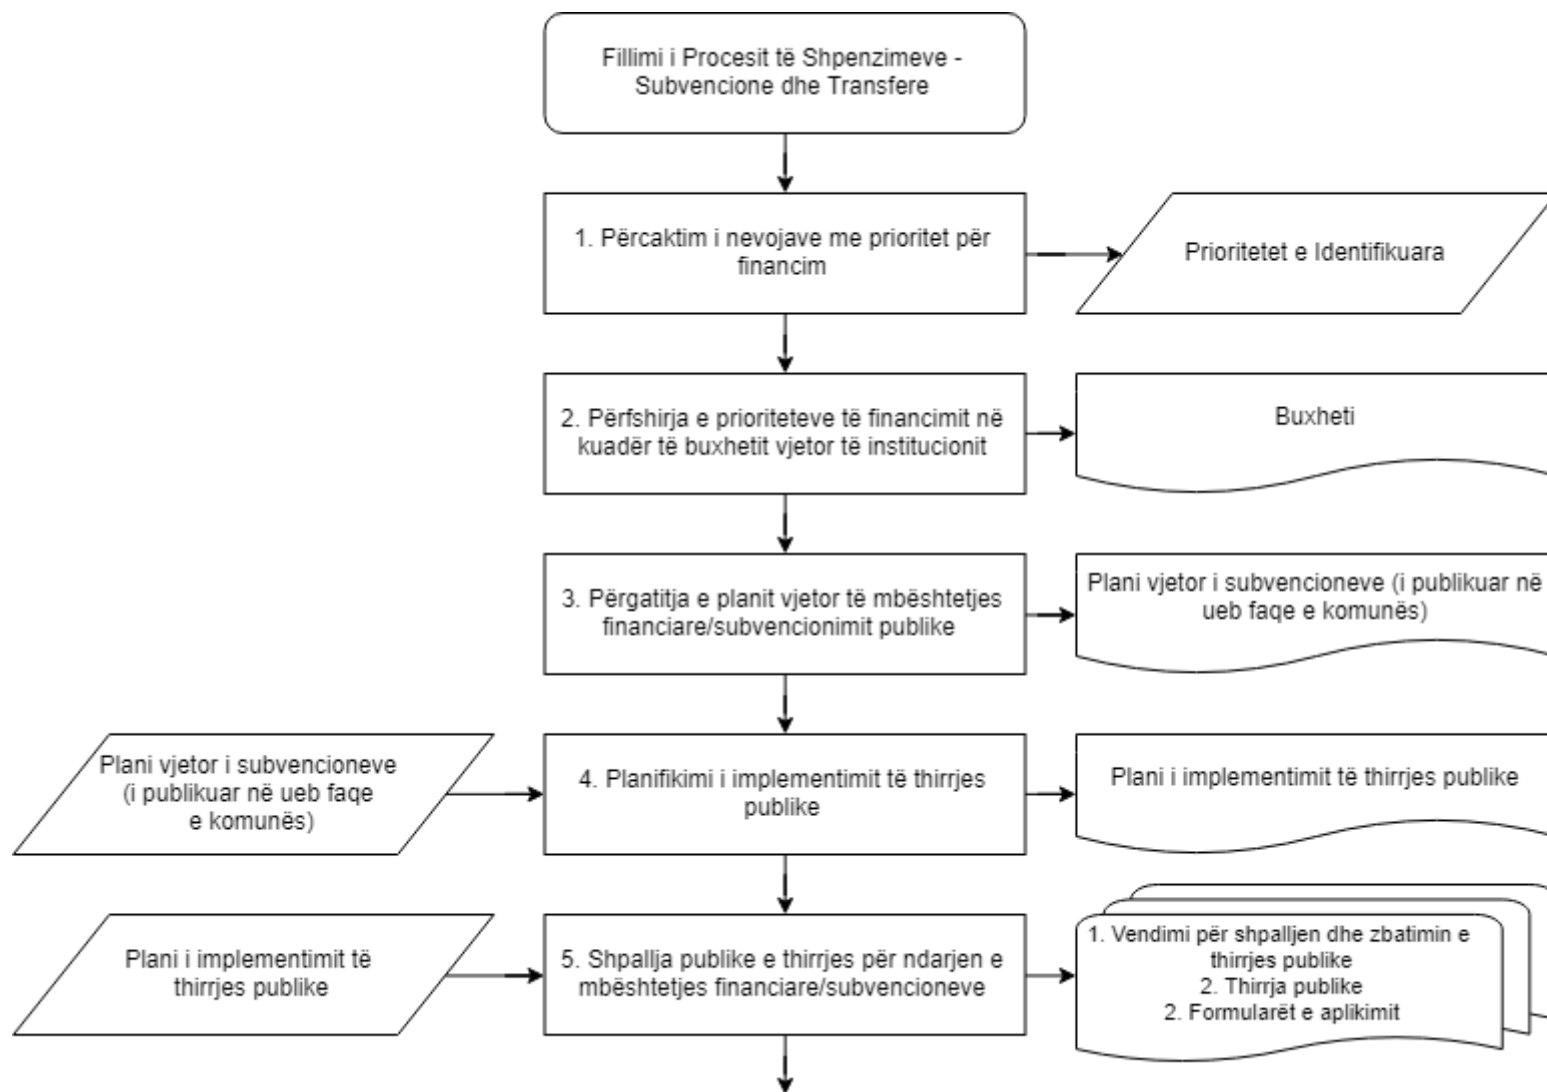 Fillimi i Procesit të Shpenzimeve -
Subvencione dhe Transfere
1. Përcaktim i nevojave me prioritet për
financim
Prioritetet e Identifikuara
2. Përfshirja e prioriteteve të financimit në
kuadër të buxhetit vjetor të institucionit
Buxheti
3. Përgatitja e planit vjetor të mbështetjes
financiare/subvencionimit publike
Plani vjetor i subvencioneve (i publikuar në
ueb faqe e komunës)
Plani vjetor i subvencioneve
(i publikuar në ueb faqe
e komunës)
4. Planifikimi i implementimit të thirrjes
publike
Plani i implementimit të thirrjes publike
Plani i implementimit të
thirrjes publike
5. Shpallja publike e thirrjes për ndarjen e
mbështetjes financiare/subvencioneve
1. Vendimi për shpalljen dhe zbatimin e
thirrjes publike
2. Thirrja publike
2. Formularët e aplikimit